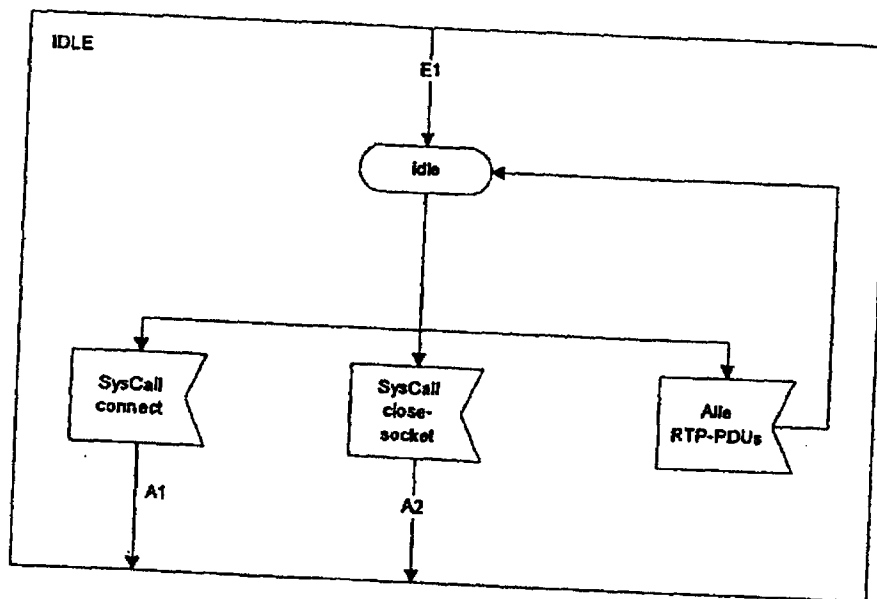 IDLE
E1
idle
SysCall
connect
SysCall
close-
socket
Alle
RTP-PDUs
A1
A2